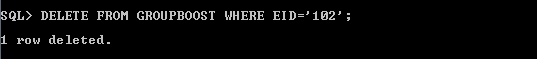 SQL> DELETE FROM GROUPBOOST WHERE EID='102';
1 row deleted.